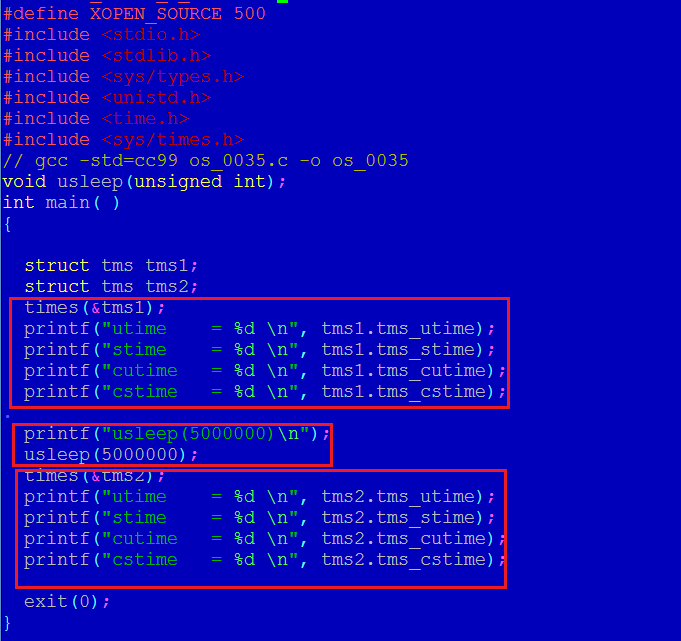 #define XOPEN_SOURCE 500
#include <stdio.h>
#include <stdlib.h>
#include <sys/types.h>
#include <unistd.h>
#include <time.h>
#include <sys/times.h>
// gcc -std=cc99 os_0035.c -o os_0035
void usleep(unsigned int);
int main( )
{
struct tms tms1;
struct tms tms2;
times(&tms1);
printf("utime    = %d \n", tms1.tms_utime);
printf("stime    = %d \n", tms1.tms_stime);
printf("cutime   = %d \n", tms1.tms_cutime);
printf("cstime   = %d \n", tms1.tms_cstime);
printf("usleep(5000000)\n");
usleep(5000000);
times(&tms2);
printf("utime    = %d \n", tms2.tms_utime);
printf("stime    = %d \n", tms2.tms_stime);
printf("cutime   = %d \n", tms2.tms_cutime);
printf("cstime   = %d \n", tms2.tms_cstime);
exit(0);
}